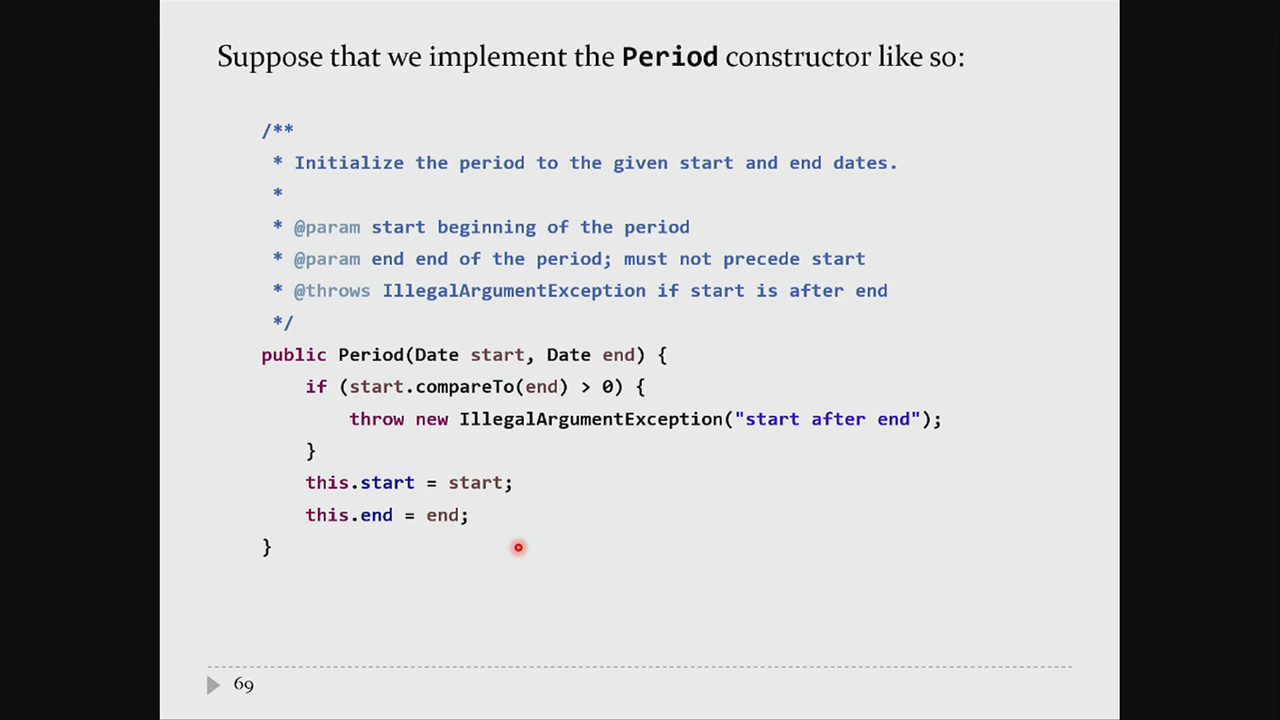 Suppose that we implement the Period constructor like so:
/**
* Initialize the period to the given start and end dates.
*
* @param start beginning of the period
* @param end end of the period; must not precede start
* @throws IllegalArgumentException if start is after end
*/
public Period(Date start, Date end) {
if (start.compareTo(end) > 0) {
throw new IllegalArgumentException("start after end");
}
this.start = start;
this.end = end;
}
69